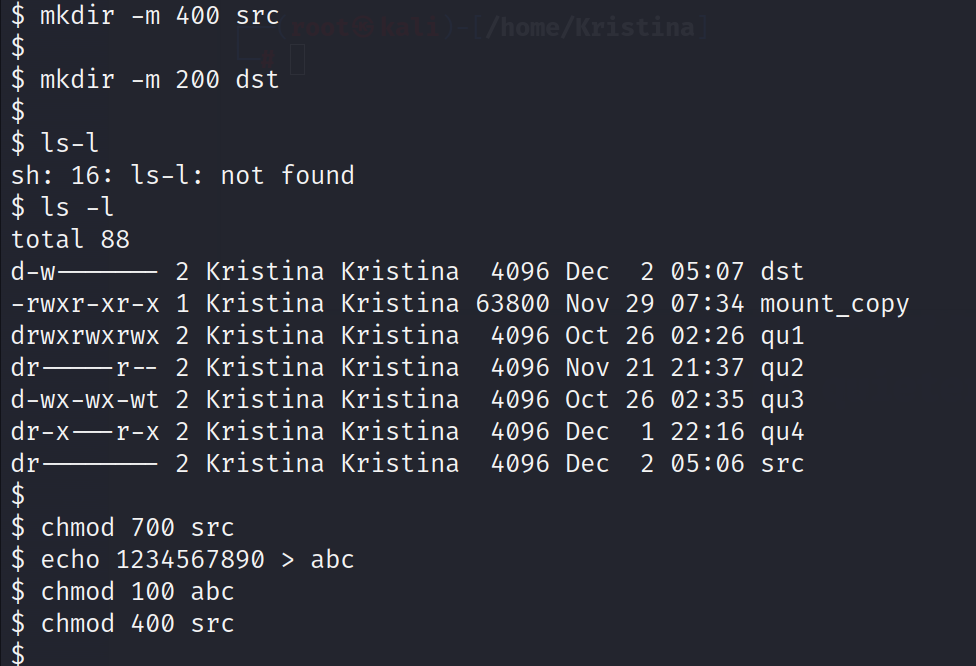 $ mkdir -m 400 src
(root㉿kali)-[/home/Kristina]
$
$ mkdir -m 200 dst
$
$ ls-l
sh: 16: ls-l: not found
$ ls -l
total 88
d-w------- 2 Kristina Kristina  4096 Dec  2 05:07 dst
-rwxr-xr-x 1 Kristina Kristina 63800 Nov 29 07:34 mount_copy
drwxrwxrwx 2 Kristina Kristina  4096 Oct 26 02:26 qu1
dr-----r-- 2 Kristina Kristina  4096 Nov 21 21:37 qu2
d-wx-wx-wt 2 Kristina Kristina  4096 Oct 26 02:35 qu3
dr-x---r-x 2 Kristina Kristina  4096 Dec  1 22:16 qu4
dr-------- 2 Kristina Kristina  4096 Dec  2 05:06 src
$
$ chmod 700 src
$ echo 1234567890 > abc
$ chmod 100 abc
$ chmod 400 src
$